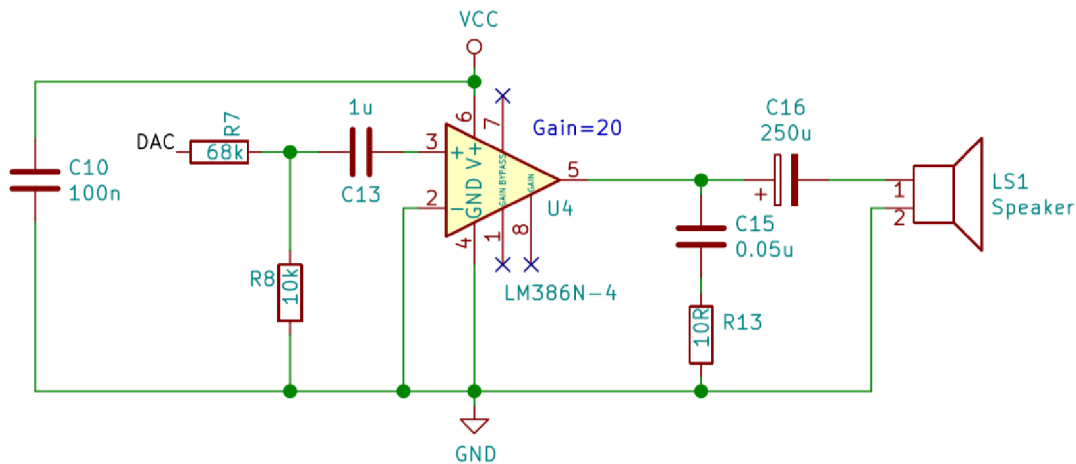 VCC
1u
C16
250u
R7
6
7
Gain=20
DAC
68k
3
+
V+
5
C10
100n
C13
2
GND
GAIN
BYPASS
GAIN
U4
+
1
2
LS1
Speaker
4
1
8
C15
0.05u
R8
10k
LM386N-4
10R
R13
GND